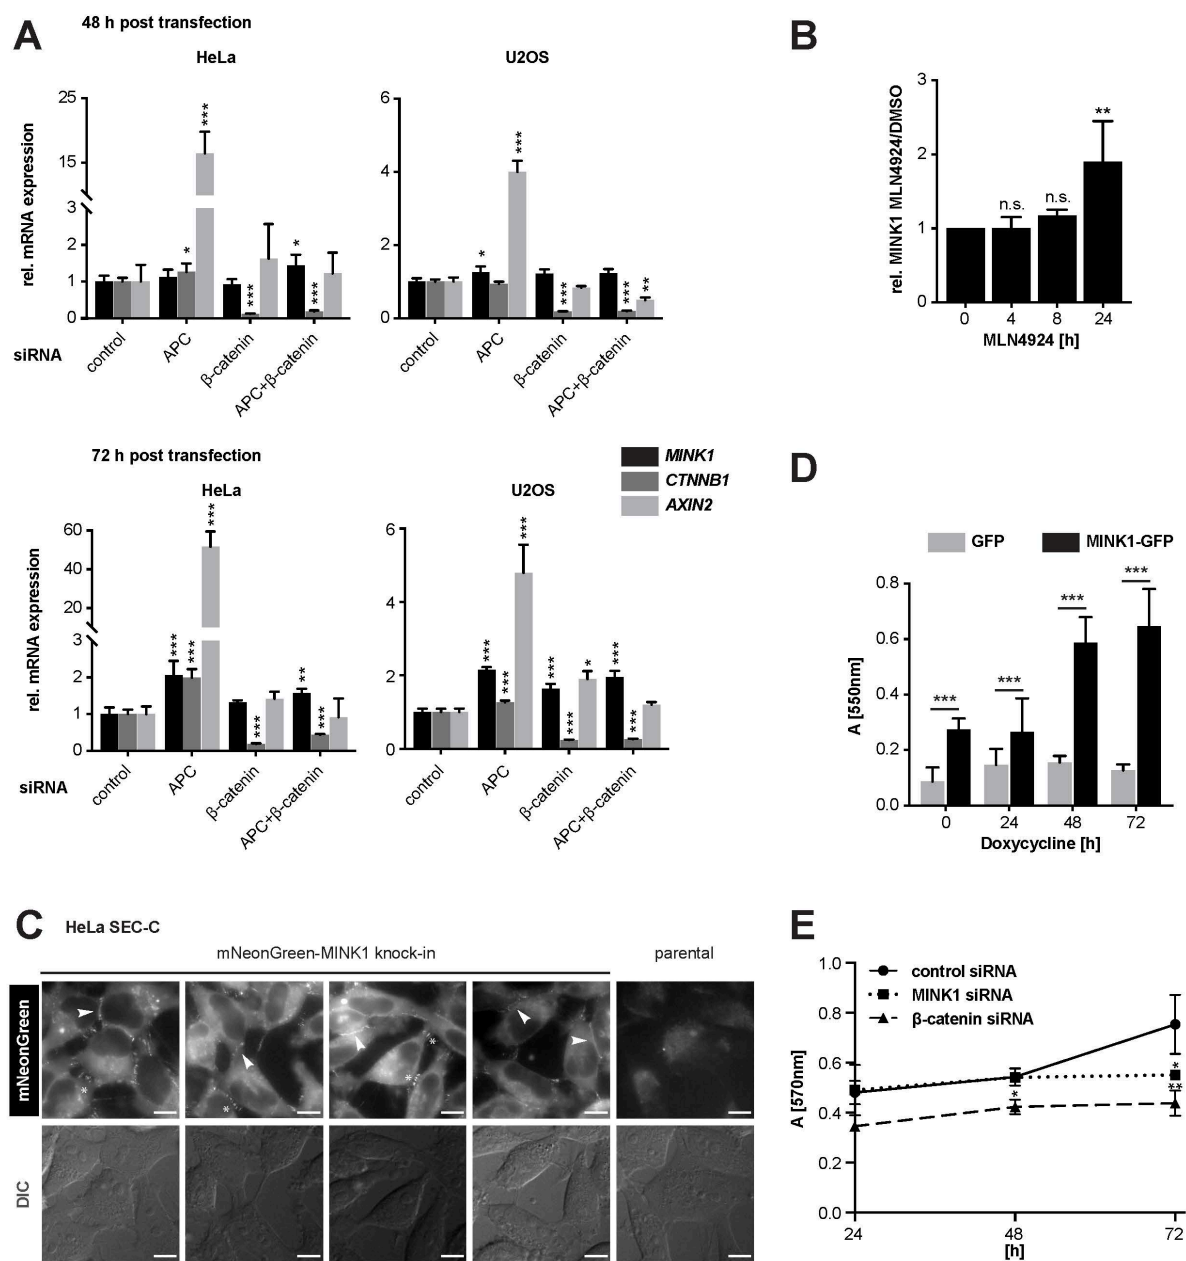 A
48 h post transfection
HeLa
U2OS
rel. mRNA expression
25
15
3
2
1
0
***
*
***
*
***
6
4
2
0
*
***
***
***
**
siRNA
control
APC
β-catenin
APC+β-catenin
control
APC
β-catenin
APC+β-catenin
B
rel. MINK1 MLN4924/DMSO
3
2
1
0
n.s.
n.s.
**
0 4 8 24
MLN4924 [h]
72 h post transfection
HeLa
U2OS
MINK1
CTNNB1
AXIN2
rel. mRNA expression
60
40
20
3
2
1
0
***
***
***
***
**
***
6
4
2
0
***
***
***
***
***
*
***
***
siRNA
control
APC
β-catenin
APC+β-catenin
control
APC
β-catenin
APC+β-catenin
D
GFP
MINK1-GFP
A [550nm]
0.8
0.6
0.4
0.2
0.0
***
***
***
***
0 24 48 72
Doxycycline [h]
C
HeLa SEC-C
mNeonGreen-MINK1 knock-in
parental
mNeonGreen
*
*
*
*
DIC
E
control siRNA
MINK1 siRNA
β-catenin siRNA
A [570nm]
1.0
0.8
0.6
0.4
0.2
0.0
*
*
**
24 48 72
[h]